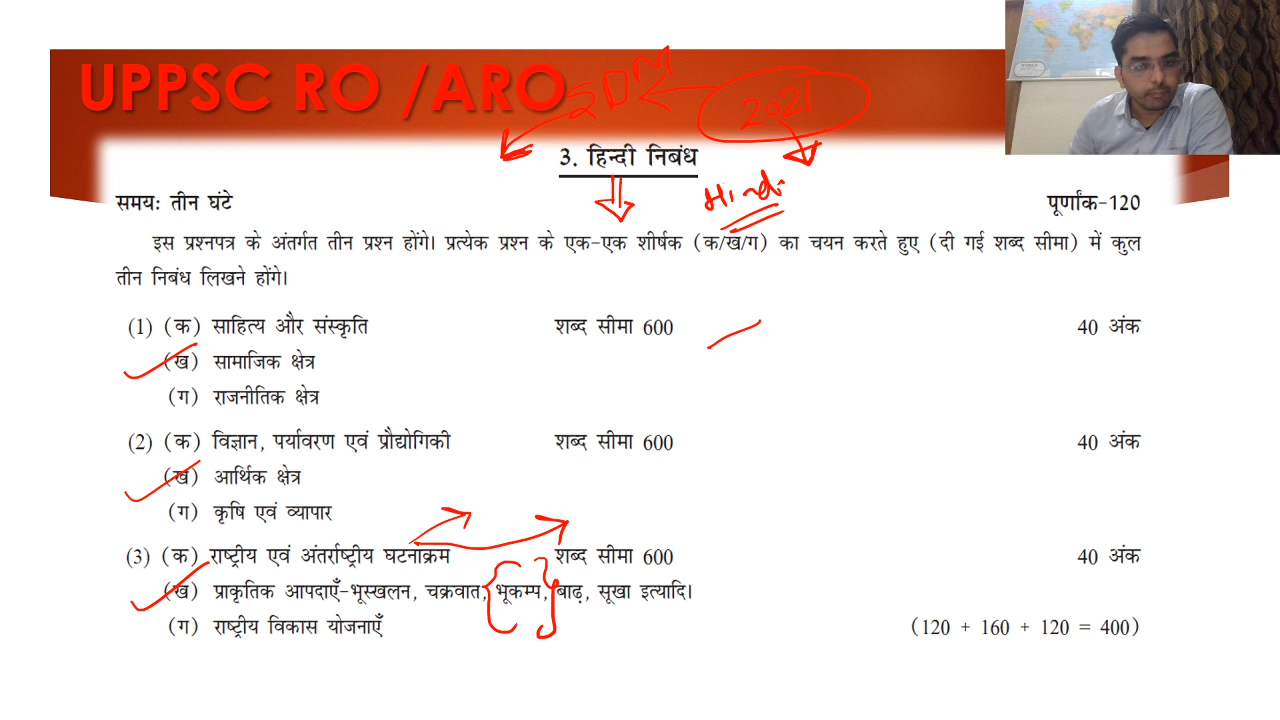 UPPSC RO /ARO
SDM
2021
3. हिन्दी निबंध
Hindi
समयः तीन घंटे पूर्णांक-120
इस प्रश्नपत्र के अंतर्गत तीन प्रश्न होंगे। प्रत्येक प्रश्न के एक-एक शीर्षक (क/ख/ग) का चयन करते हुए (दी गई शब्द सीमा) में कुल
तीन निबंध लिखने होंगे।
(1) (क) साहित्य और संस्कृति शब्द सीमा 600 40 अंक
(ख) सामाजिक क्षेत्र
(ग) राजनीतिक क्षेत्र
(2) (क) विज्ञान, पर्यावरण एवं प्रौद्योगिकी शब्द सीमा 600 40 अंक
(ख) आर्थिक क्षेत्र
(ग) कृषि एवं व्यापार
(3) (क) राष्ट्रीय एवं अंतर्राष्ट्रीय घटनाक्रम शब्द सीमा 600 40 अंक
(ख) प्राकृतिक आपदाएँ-भूस्खलन, चक्रवात, भूकम्प, बाढ़, सूखा इत्यादि।
(ग) राष्ट्रीय विकास योजनाएँ (120 + 160 + 120 = 400)